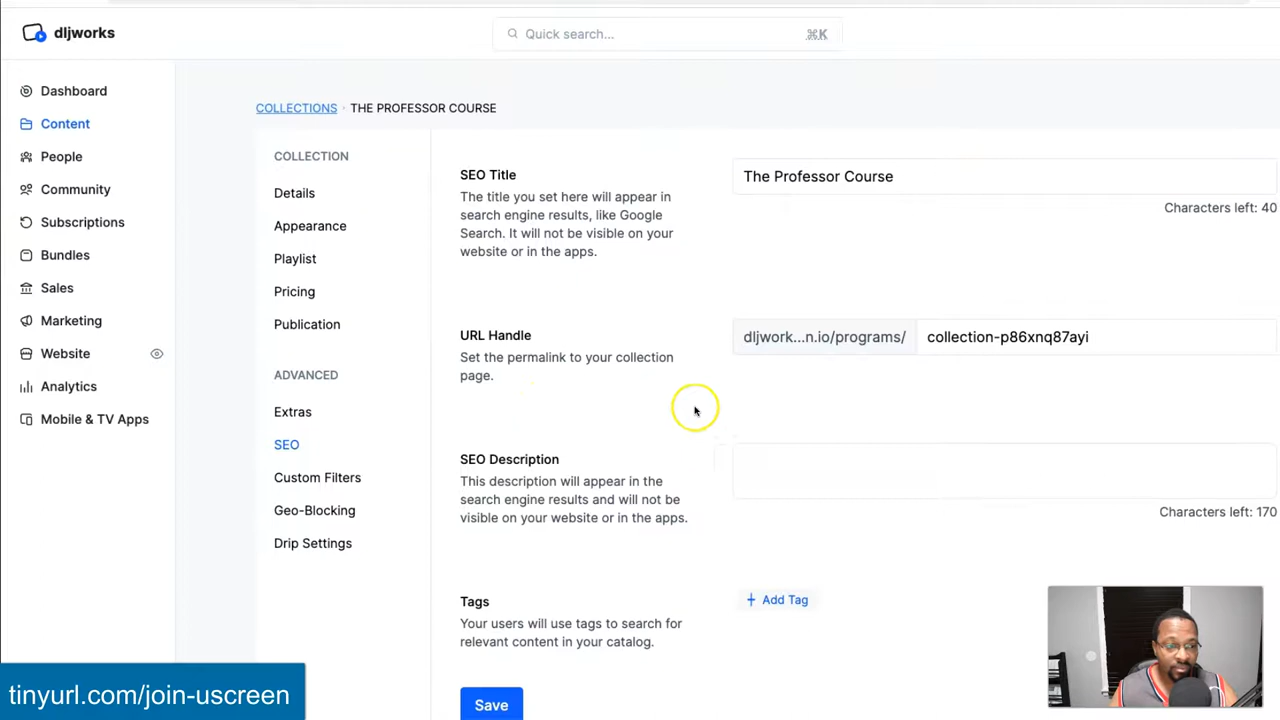 dljworks
Quick search...
⌘K
Dashboard
Content
People
Community
Subscriptions
Bundles
Sales
Marketing
Website
Analytics
Mobile & TV Apps
COLLECTIONS · THE PROFESSOR COURSE
COLLECTION
Details
Appearance
Playlist
Pricing
Publication
ADVANCED
Extras
SEO
Custom Filters
Geo-Blocking
Drip Settings
SEO Title
The title you set here will appear in
search engine results, like Google
Search. It will not be visible on your
website or in the apps.
The Professor Course
Characters left: 40
URL Handle
Set the permalink to your collection
page.
dljwork...n.io/programs/ collection-p86xnq87ayi
SEO Description
This description will appear in the
search engine results and will not be
visible on your website or in the apps.
Characters left: 170
Tags
Your users will use tags to search for
relevant content in your catalog.
+ Add Tag
Save
tinyurl.com/join-uscreen